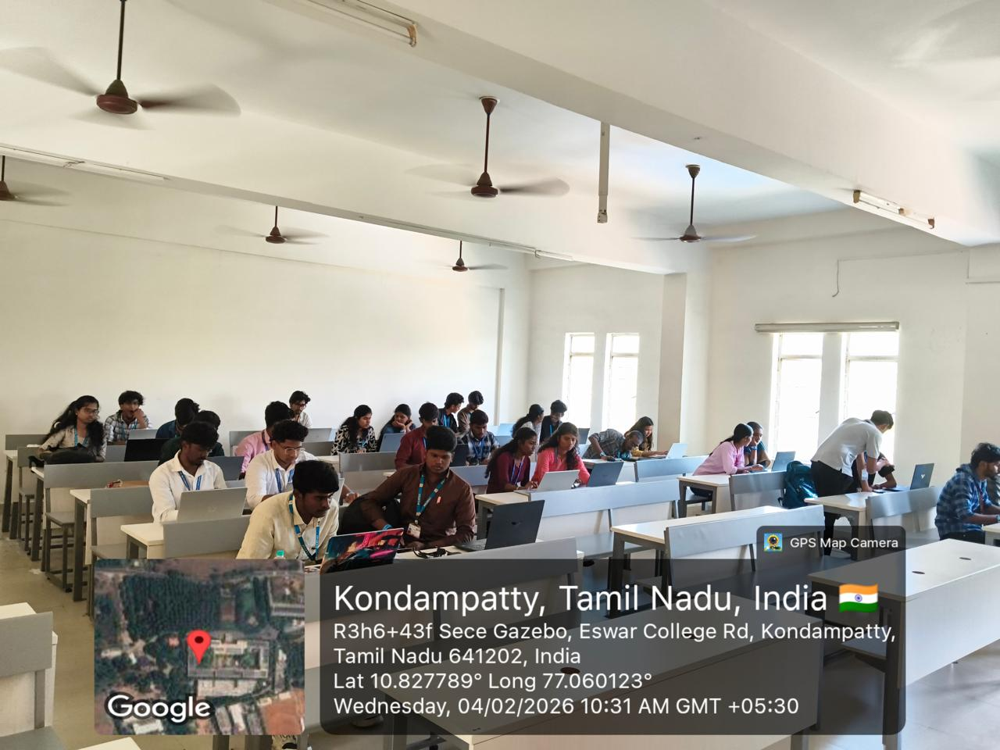 GPS Map Camera
Kondampatty, Tamil Nadu, India 🇮🇳
R3h6+43f Sece Gazebo, Eswar College Rd, Kondampatty,
Tamil Nadu 641202, India
Lat 10.827789° Long 77.060123°
Wednesday, 04/02/2026 10:31 AM GMT +05:30
Google